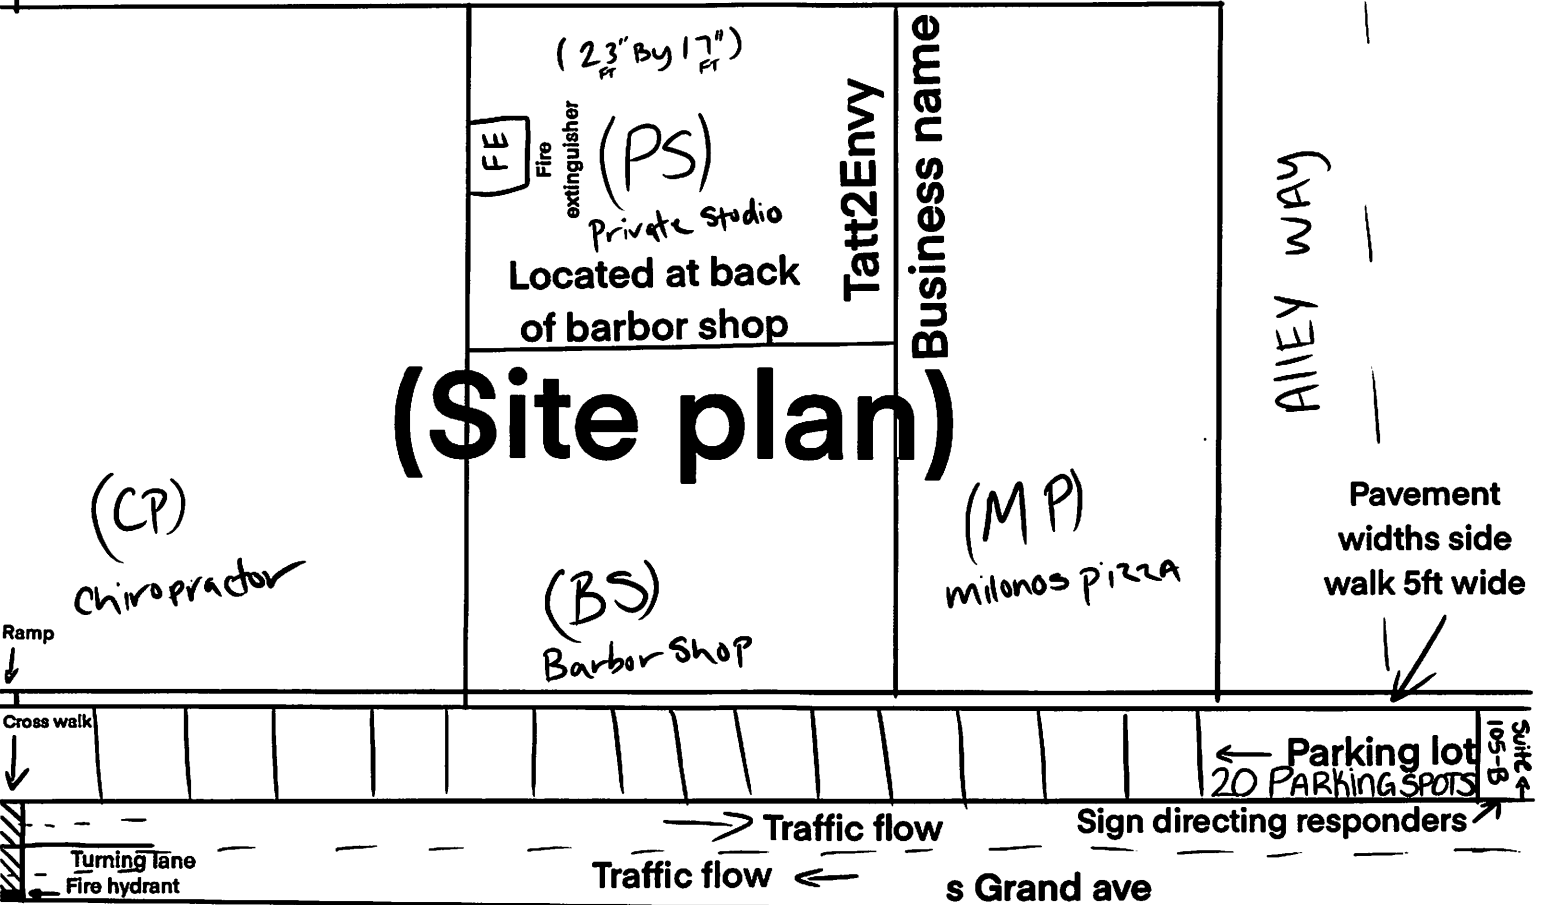 (23" By 17")
FT FT
FE
Fire
extinguisher
(PS)
Private Studio
Located at back
of barbor shop
Tatt2Envy
Business name
AllEY WAY
(Site plan)
(CP)
Chiropractor
(BS)
Barbor Shop
(MP)
milonos pizzA
Pavement
widths side
walk 5ft wide
Ramp
Cross walk
Parking lot
20 PARKING SPOTS
Suite
105-B
Traffic flow
Sign directing responders
Turning lane
Fire hydrant
Traffic flow
s Grand ave